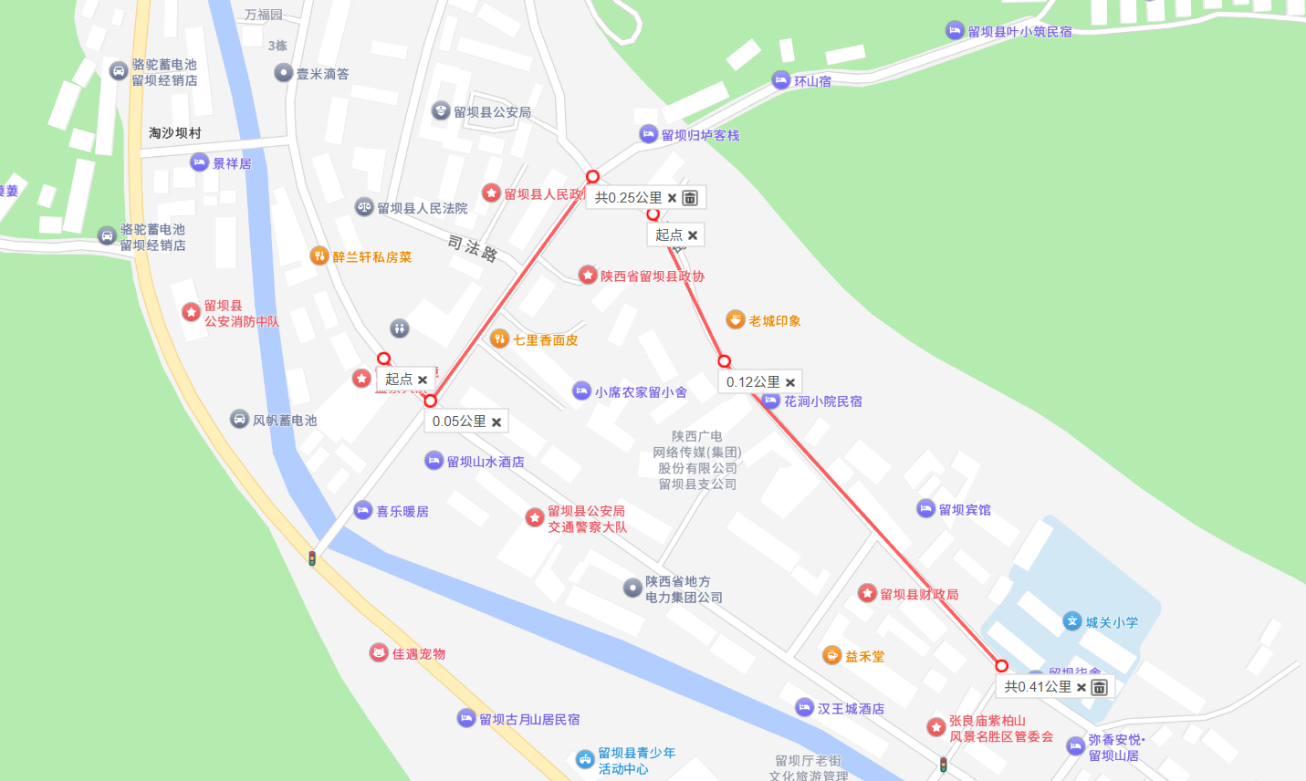 万福园
3栋
留坝县叶小筑民宿
骆驼蓄电池
留坝经销店
壹米滴答
环山宿
留坝县公安局
淘沙坝村
留坝归垆客栈
景祥居
留坝县人民政
共0.25公里
留坝县人民法院
起点
骆驼蓄电池
留坝经销店
司法路
醉兰轩私房菜
陕西省留坝县政协
留坝县
公安消防中队
老城印象
七里香面皮
起点
0.12公里
小席农家留小舍
花涧小院民宿
风帆蓄电池
0.05公里
陕西广电
网络传媒(集团)
股份有限公司
留坝县支公司
留坝山水酒店
喜乐暖居
留坝县公安局
交通警察大队
留坝宾馆
陕西省地方
电力集团公司
留坝县财政局
城关小学
佳遇宠物
益禾堂
共0.41公里
汉王城酒店
留坝古月山居民宿
张良庙紫柏山
风景名胜区管委会
弥香安悦•
留坝山居
留坝县青少年
活动中心
留坝厅老街
文化旅游管理